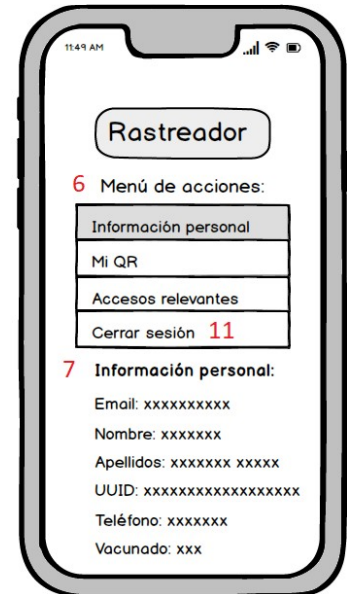 11:49 AM
Rastreador
6 Menú de acciones:
Información personal
Mi QR
Accesos relevantes
Cerrar sesión 11
7 Información personal:
Email: xxxxxxxxxx
Nombre: xxxxxxx
Apellidos: xxxxxxx xxxxx
UUID: xxxxxxxxxxxxxxxxxx
Teléfono: xxxxxxx
Vacunado: xxx